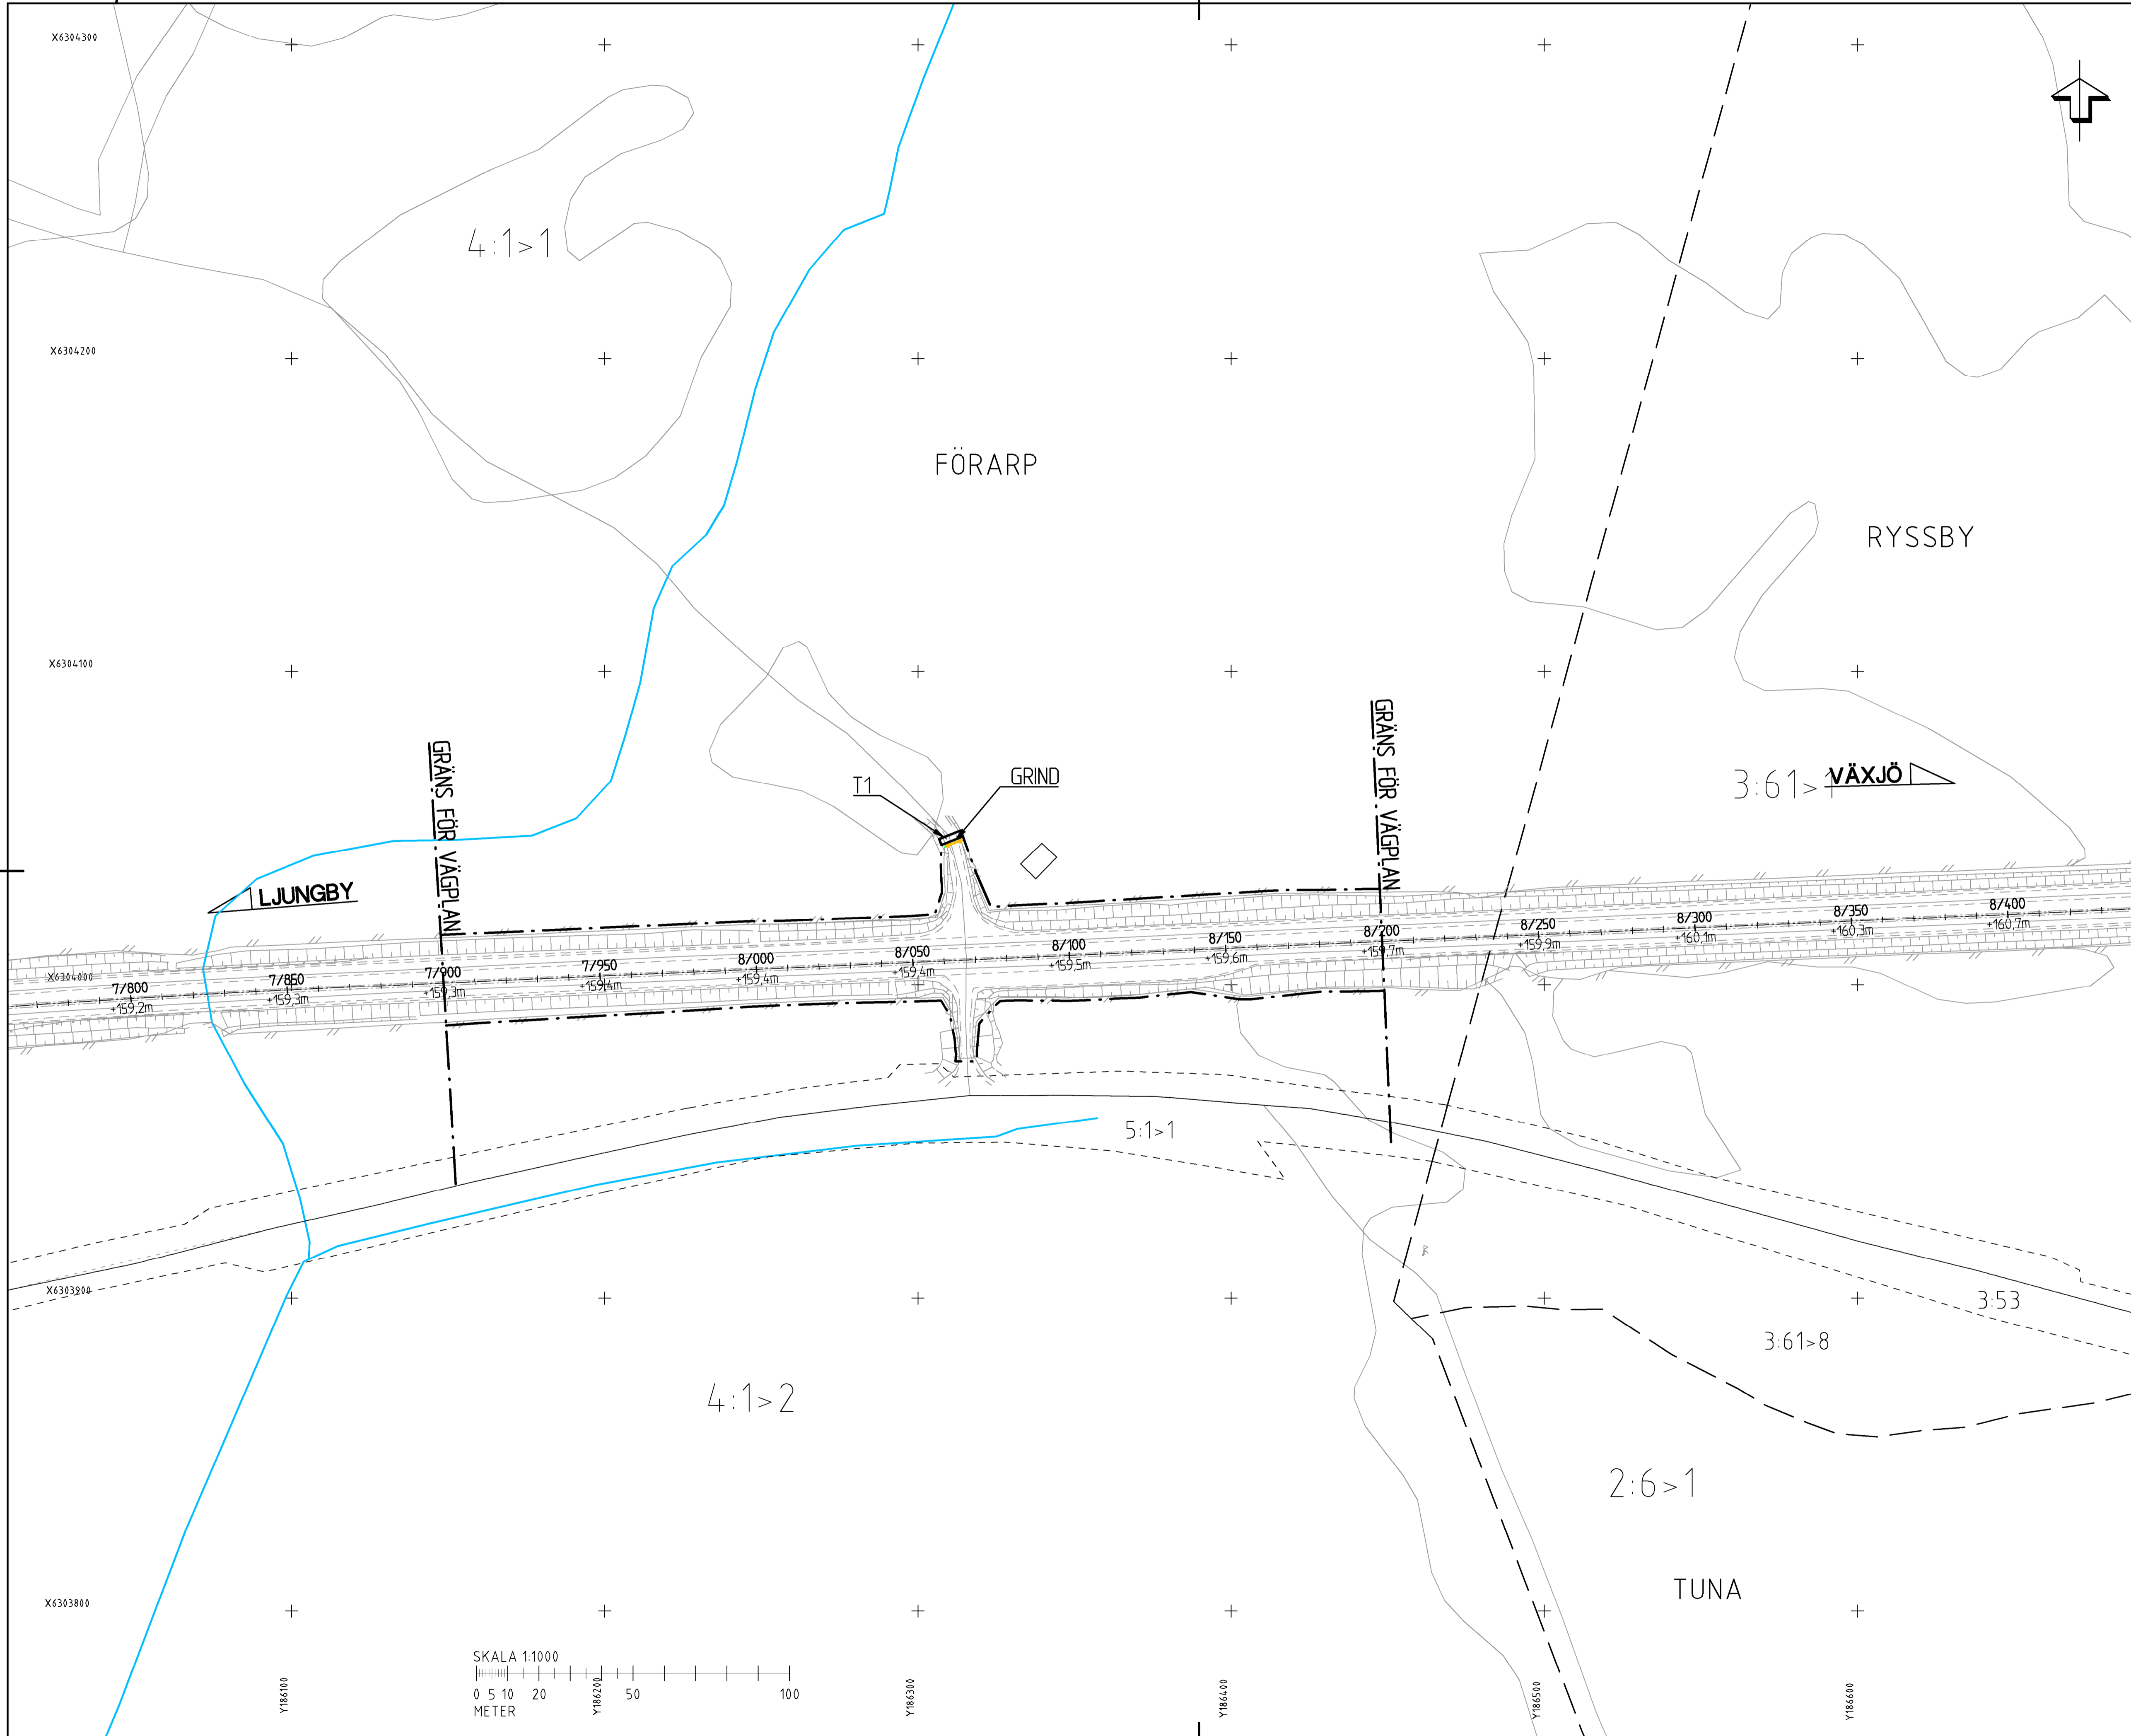 X6304300
4:1>1
X6304200
FÖRARP
RYSSBY
X6304100
GRÄNS FÖR VÄGPLAN
GRÄNS FÖR VÄGPLAN
T1
GRIND
3:61>1
VÄXJÖ
LJUNGBY
X6304000
7/800
+159,2m
7/850
+159,3m
7/900
+159,3m
7/950
+159,4m
8/000
+159,4m
8/050
+159,4m
8/100
+159,5m
8/150
+159,6m
8/200
+159,7m
8/250
+159,9m
8/300
+160,1m
8/350
+160,3m
8/400
+160,7m
5:1>1
X6303900
3:53
3:61>8
4:1>2
2:6>1
TUNA
X6303800
SKALA 1:1000
0 5 10 20 50 100
METER
Y186100
Y186200
Y186300
Y186400
Y186500
Y186600